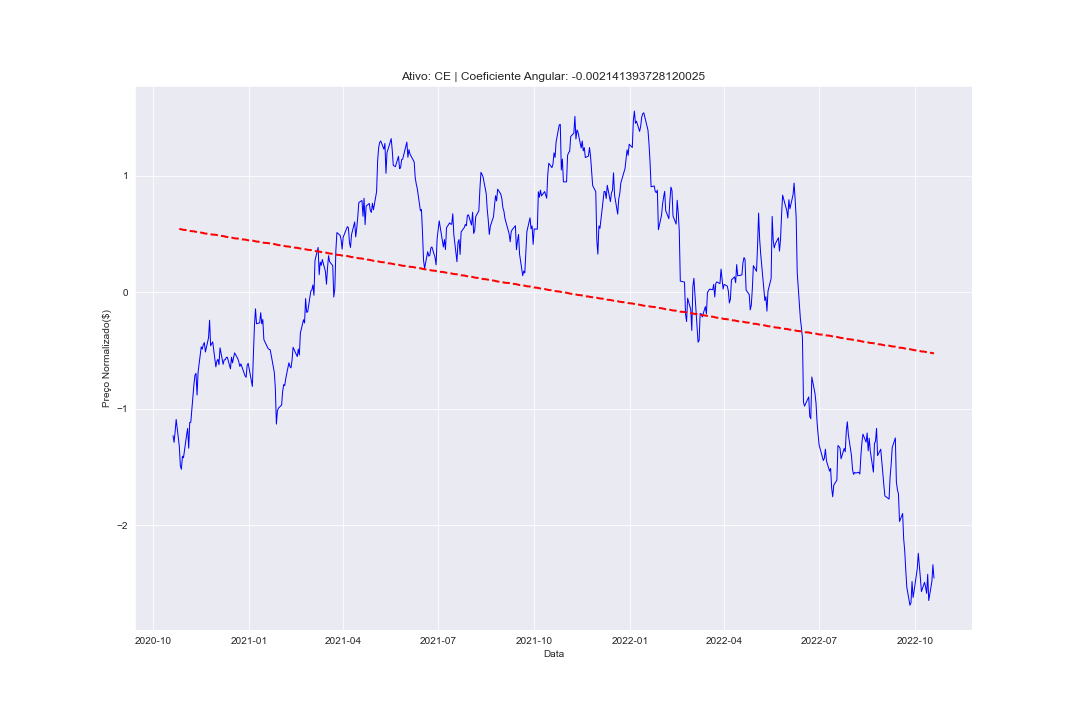 Ativo: CE | Coeficiente Angular: -0.002141393728120025
Preço Normalizado($)
1
0
−1
−2
2020-10 2021-01 2021-04 2021-07 2021-10 2022-01 2022-04 2022-07 2022-10
Data